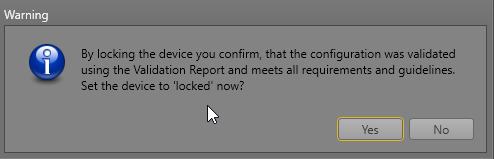 Warning
By locking the device you confirm, that the configuration was validated
using the Validation Report and meets all requirements and guidelines.
Set the device to 'locked' now?
Yes
No